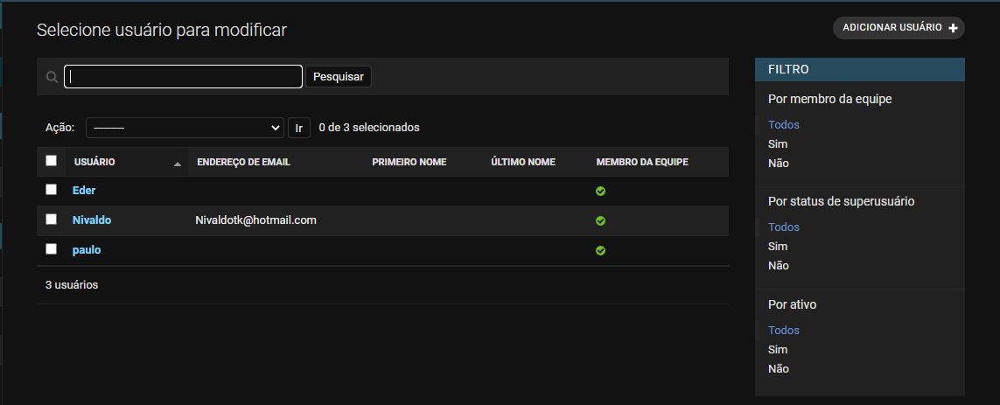 Selecione usuário para modificar
ADICIONAR USUÁRIO +
Pesquisar
Ação: --------- Ir 0 de 3 selecionados
USUÁRIO ENDEREÇO DE EMAIL PRIMEIRO NOME ÚLTIMO NOME MEMBRO DA EQUIPE
Eder
Nivaldo Nivaldotk@hotmail.com
paulo
3 usuários
FILTRO
Por membro da equipe
Todos
Sim
Não
Por status de superusuário
Todos
Sim
Não
Por ativo
Todos
Sim
Não